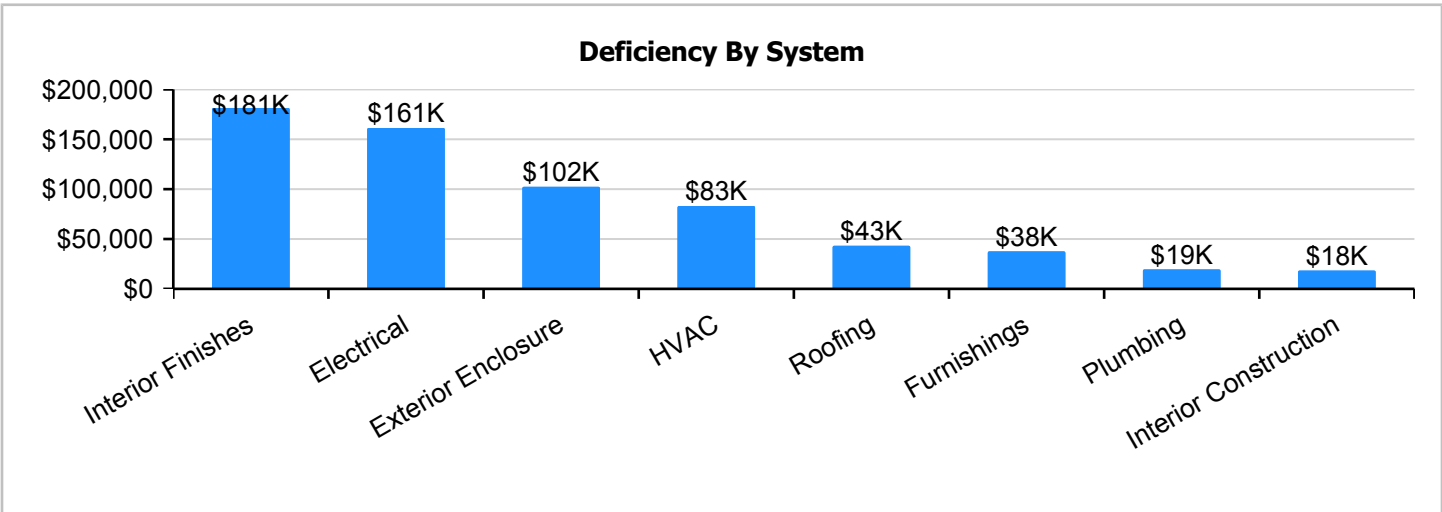 Deficiency By System
$200,000
$150,000
$100,000
$50,000
$0
$181K
$161K
$102K
$83K
$43K
$38K
$19K
$18K
Interior Finishes
Electrical
Exterior Enclosure
HVAC
Roofing
Furnishings
Plumbing
Interior Construction